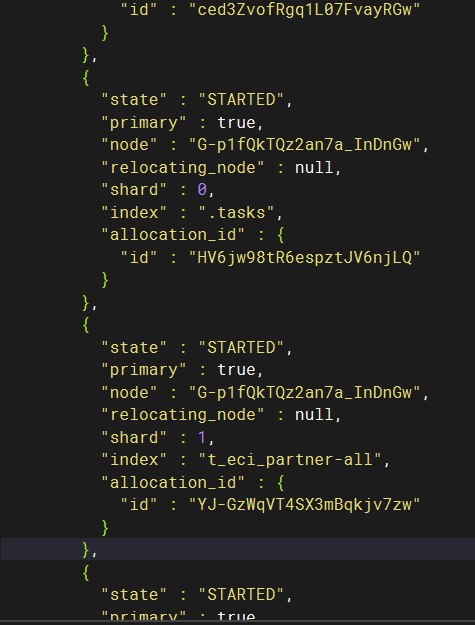 "id" : "ced3ZvofRgq1L07FvayRGw"
}
},
{
"state" : "STARTED",
"primary" : true,
"node" : "G-p1fQkTQz2an7a_InDnGw",
"relocating_node" : null,
"shard" : 0,
"index" : ".tasks",
"allocation_id" : {
"id" : "HV6jw98tR6espztJV6njLQ"
}
},
{
"state" : "STARTED",
"primary" : true,
"node" : "G-p1fQkTQz2an7a_InDnGw",
"relocating_node" : null,
"shard" : 1,
"index" : "t_eci_partner-all",
"allocation_id" : {
"id" : "YJ-GzWqVT4SX3mBqkjv7zw"
}
},
{
"state" : "STARTED",
"primary" : true,